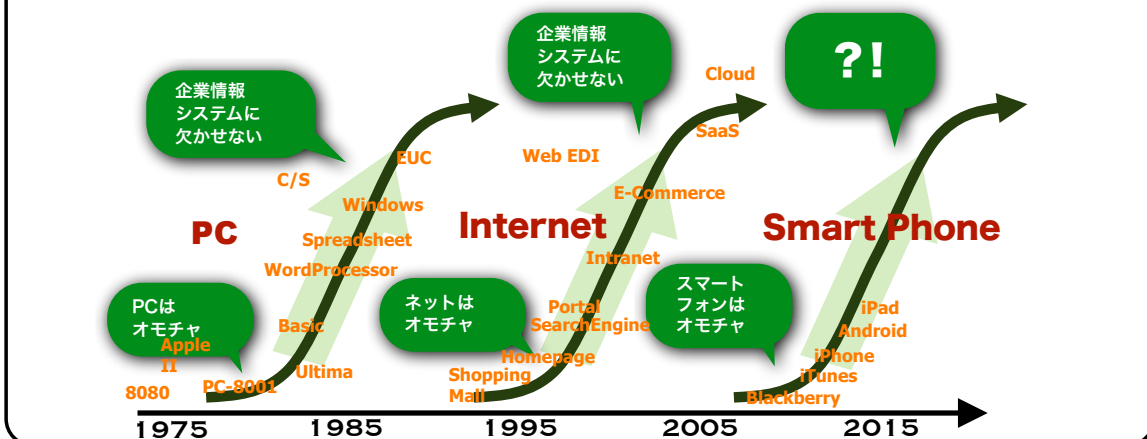 企業情報
システムに
欠かせない
C/S
EUC
Windows
PC
Spreadsheet
WordProcessor
PCは
オモチャ
Apple
II
Basic
Ultima
8080
PC-8001
企業情報
システムに
欠かせない
Cloud
SaaS
Web EDI
E-Commerce
Internet
Intranet
ネットは
オモチャ
Portal
SearchEngine
Homepage
Shopping
Mall
?!
Smart Phone
スマート
フォンは
オモチャ
iPad
Android
iPhone
iTunes
Blackberry
1975
1985
1995
2005
2015